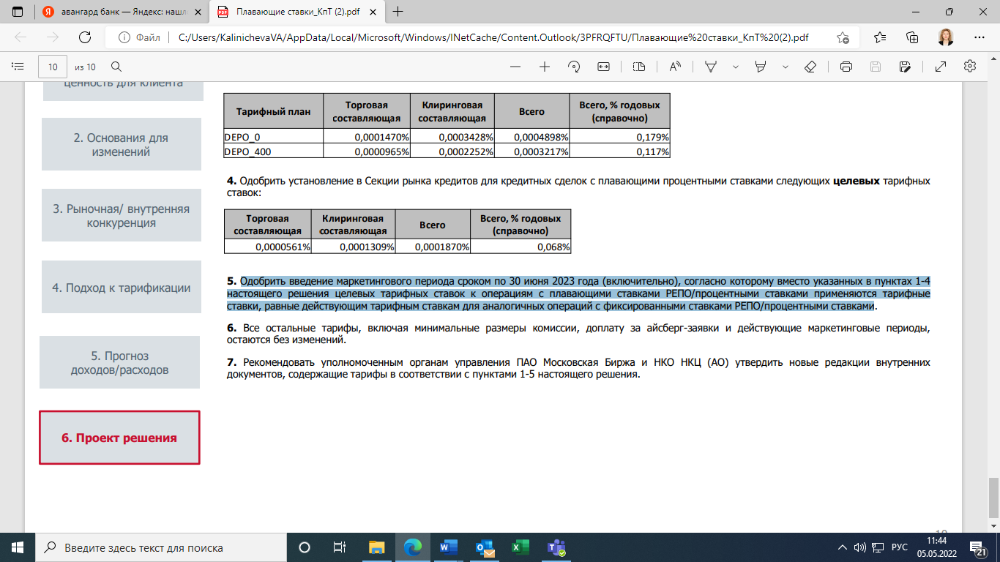 авангард банк — Яндекс: нашл
Плавающие ставки_КпТ (2).pdf
Файл
C:/Users/KalinichevaVA/AppData/Local/Microsoft/Windows/INetCache/Content.Outlook/3PFRQFTU/Плавающие%20ставки_КпТ%20(2).pdf
10 из 10
ценность для клиента
2. Основания для
изменений
3. Рыночная/ внутренняя
конкуренция
4. Подход к тарификации
5. Прогноз
доходов/расходов
6. Проект решения
Тарифный план Торговая составляющая Клиринговая составляющая Всего Всего, % годовых (справочно)
DEPO_0 0,0001470% 0,0003428% 0,0004898% 0,179%
DEPO_400 0,0000965% 0,0002252% 0,0003217% 0,117%
4. Одобрить установление в Секции рынка кредитов для кредитных сделок с плавающими процентными ставками следующих целевых тарифных
ставок:
Торговая составляющая Клиринговая составляющая Всего Всего, % годовых (справочно)
0,0000561% 0,0001309% 0,0001870% 0,068%
5. Одобрить введение маркетингового периода сроком по 30 июня 2023 года (включительно), согласно которому вместо указанных в пунктах 1-4
настоящего решения целевых тарифных ставок к операциям с плавающими ставками РЕПО/процентными ставками применяются тарифные
ставки, равные действующим тарифным ставкам для аналогичных операций с фиксированными ставками РЕПО/процентными ставками.
6. Все остальные тарифы, включая минимальные размеры комиссии, доплату за айсберг-заявки и действующие маркетинговые периоды,
остаются без изменений.
7. Рекомендовать уполномоченным органам управления ПАО Московская Биржа и НКО НКЦ (АО) утвердить новые редакции внутренних
документов, содержащие тарифы в соответствии с пунктами 1-5 настоящего решения.
Введите здесь текст для поиска
РУС
11:44
05.05.2022
21